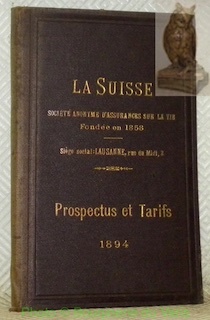 LA SUISSE
SOCIÉTÉ ANONYME D'ASSURANCES SUR LA VIE
Fondée en 1858
Siège social: LAUSANNE, rue du Midi, 3
Prospectus et Tarifs
1894